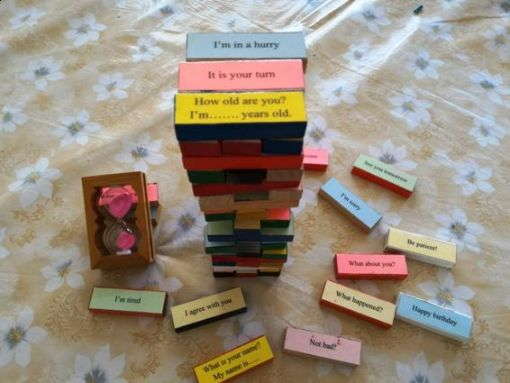 I'm in a hurry
It is your turn
How old are you?
I'm....... years old.
See you tomorrow
I'm sorry
Be patient!
What about you?
What happened?
Happy birthday
I'm tired
I agree with you
Not bad?
What is your name?
My name is.....